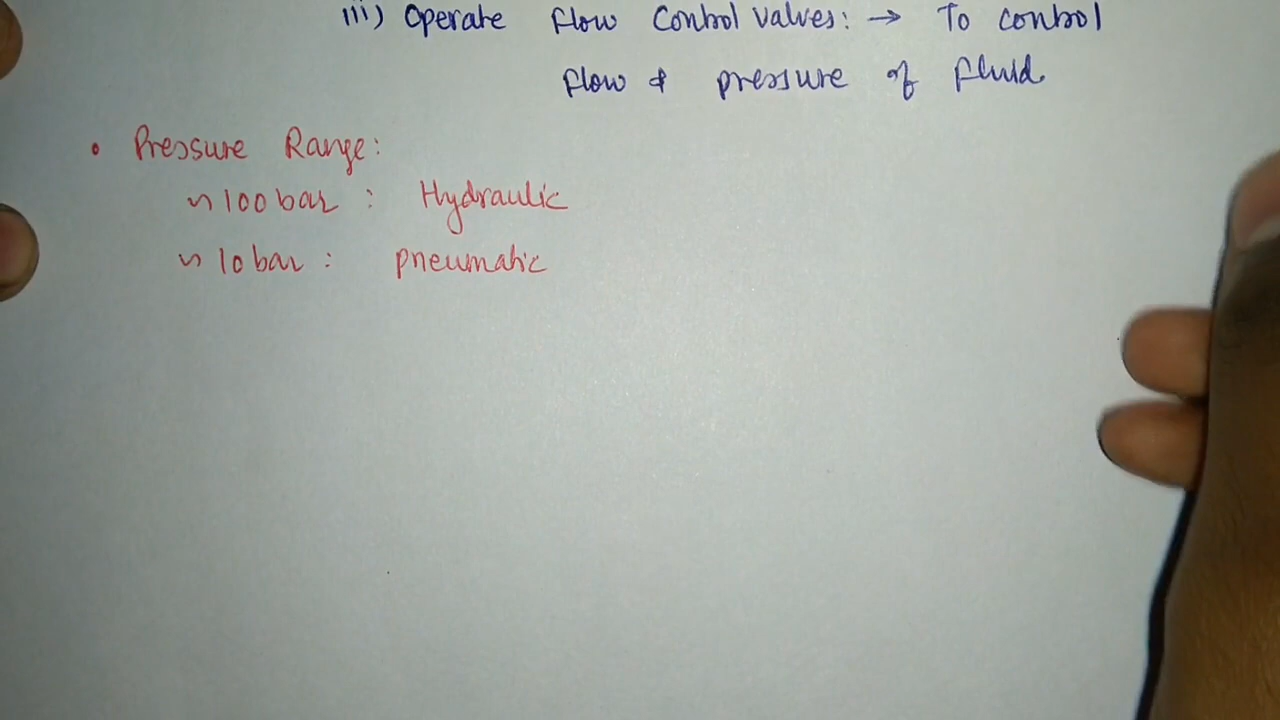 iii) Operate flow Control Valves: → To control
flow & pressure of fluid
• Pressure Range:
~ 100 bar : Hydraulic
~ 10 bar : pneumatic